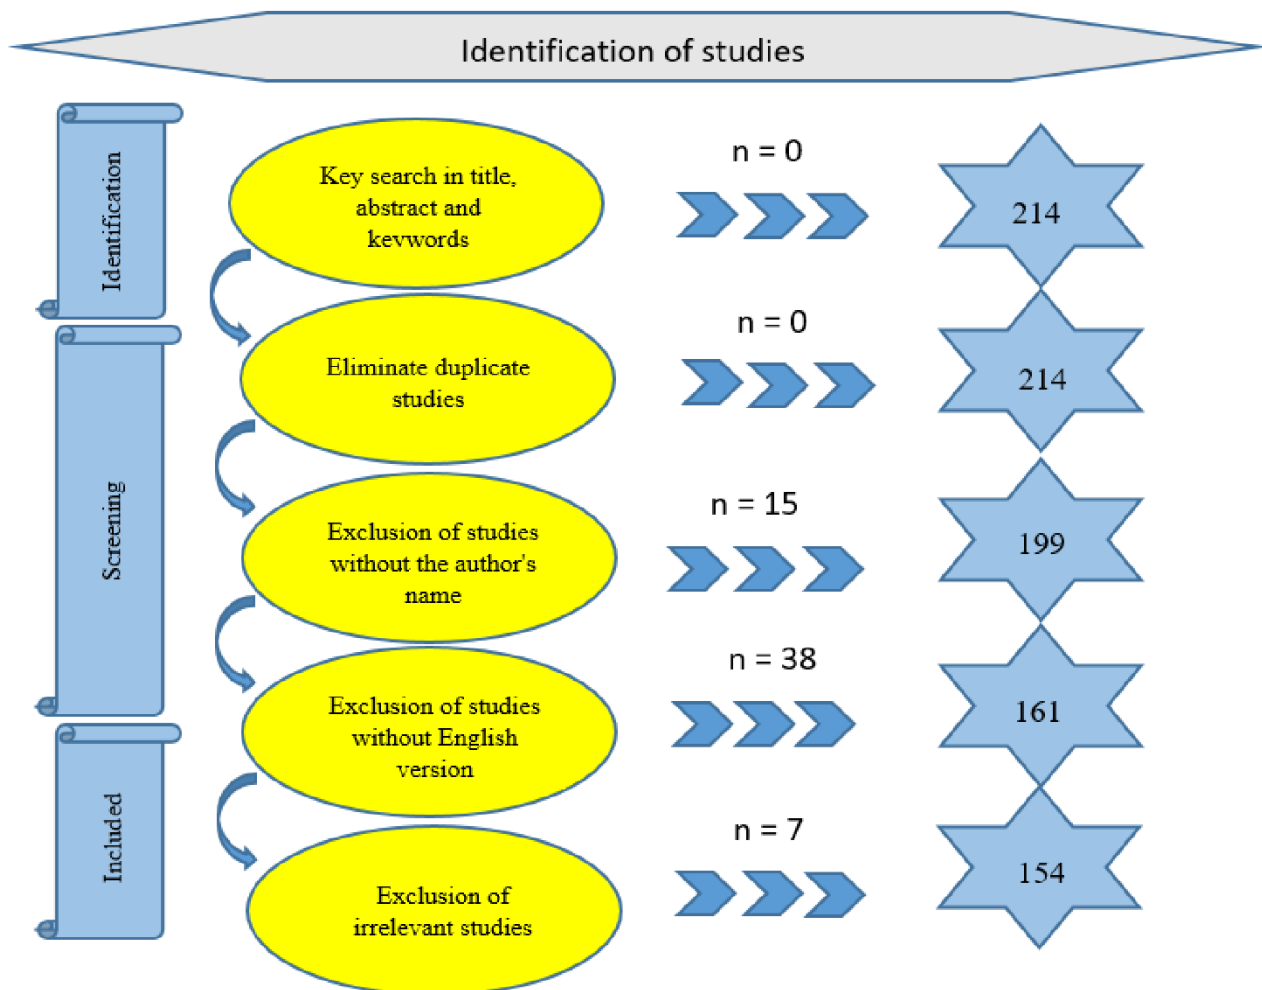 Identification of studies
Identification
Key search in title,
abstract and
kevwords
n = 0
214
Screening
Eliminate duplicate
studies
n = 0
214
Exclusion of studies
without the author's
name
n = 15
199
Exclusion of studies
without English
version
n = 38
161
Included
Exclusion of
irrelevant studies
n = 7
154